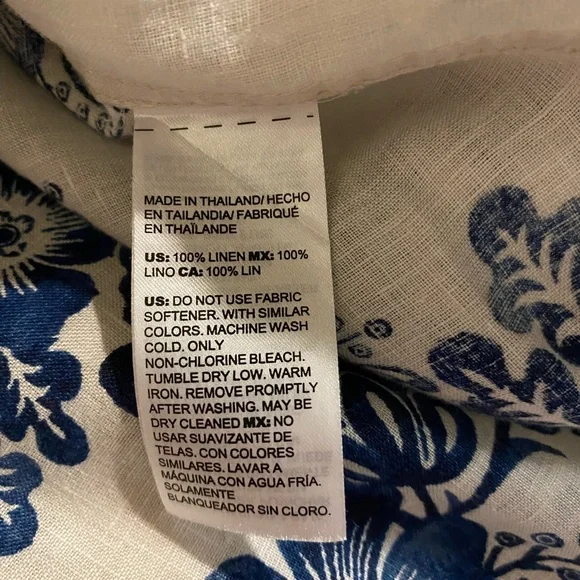 MADE IN THAILAND/ HECHO
EN TAILANDIA/ FABRIQUÉ
EN THAÏLANDE
US: 100% LINEN MX: 100%
LINO CA: 100% LIN
US: DO NOT USE FABRIC
SOFTENER. WITH SIMILAR
COLORS. MACHINE WASH
COLD. ONLY
NON-CHLORINE BLEACH.
TUMBLE DRY LOW. WARM
IRON. REMOVE PROMPTLY
AFTER WASHING. MAY BE
DRY CLEANED MX: NO
USAR SUAVIZANTE DE
TELAS. CON COLORES
SIMILARES. LAVAR A
MÁQUINA CON AGUA FRÍA.
SOLAMENTE
BLANQUEADOR SIN CLORO.